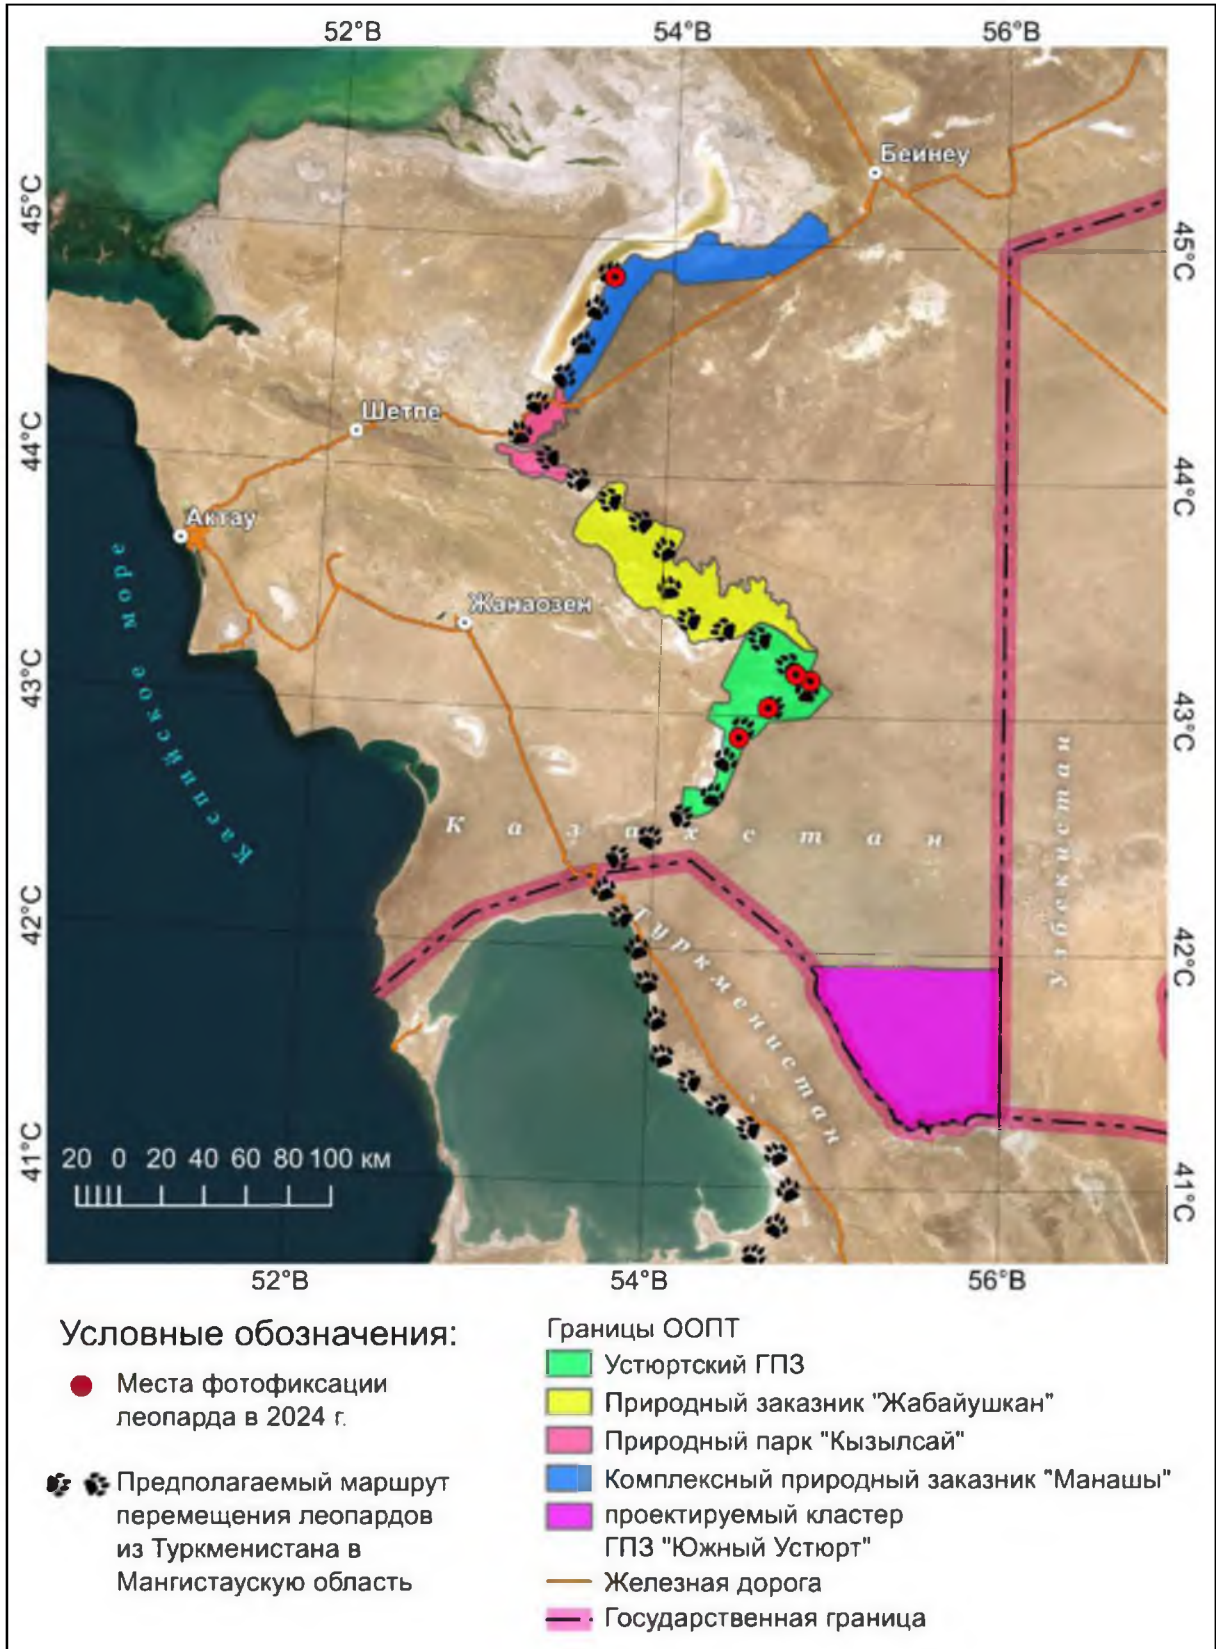 52°В 54°В 56°В
Бейнеу
45°С
45°С
Шетпе
44°С
44°С
Актау
Жанаозен
Каспийское море
43°С
43°С
Казахстан
Узбекистан
42°С
42°С
Туркменистан
41°С
41°С
20 0 20 40 60 80 100 км
52°В 54°В 56°В
Условные обозначения:
Места фотофиксации
леопарда в 2024 г.
Предполагаемый маршрут
перемещения леопардов
из Туркменистана в
Мангистаускую область
Границы ООПТ
Устюртский ГПЗ
Природный заказник "Жабайушкан"
Природный парк "Кызылсай"
Комплексный природный заказник "Манашы"
проектируемый кластер
ГПЗ "Южный Устюрт"
Железная дорога
Государственная граница